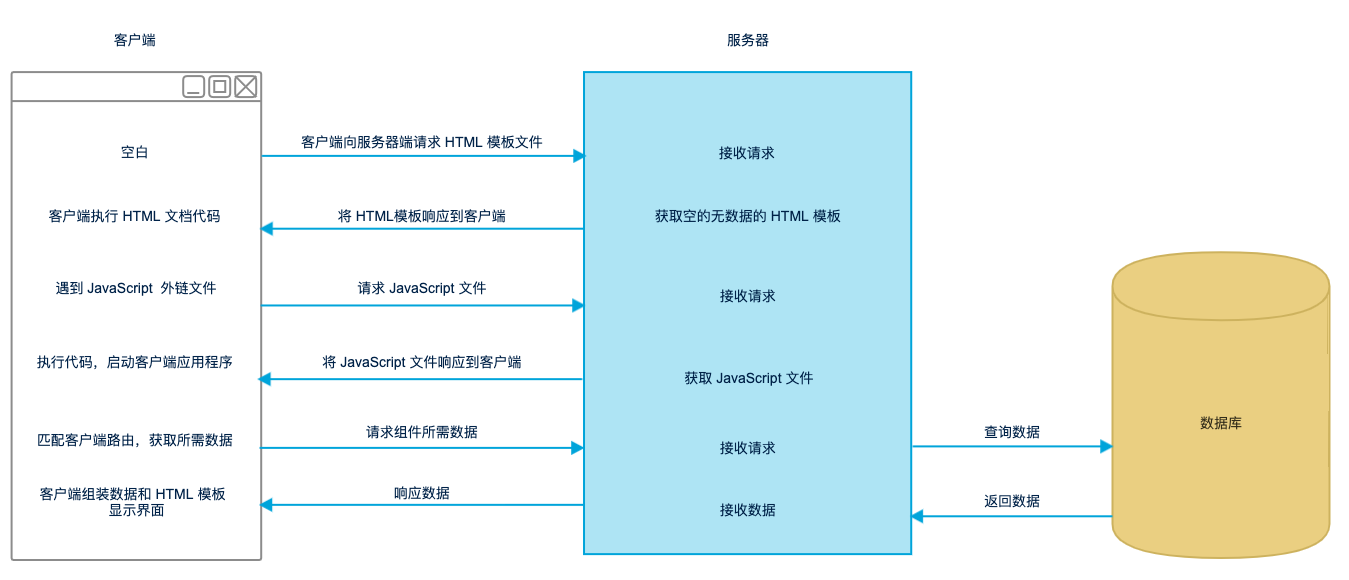 客户端
服务器
空白
客户端向服务器端请求 HTML 模板文件
接收请求
客户端执行 HTML 文档代码
将 HTML模板响应到客户端
获取空的无数据的 HTML 模板
遇到 JavaScript 外链文件
请求 JavaScript 文件
接收请求
执行代码，启动客户端应用程序
将 JavaScript 文件响应到客户端
获取 JavaScript 文件
匹配客户端路由，获取所需数据
请求组件所需数据
接收请求
查询数据
数据库
客户端组装数据和 HTML 模板
显示界面
响应数据
接收数据
返回数据